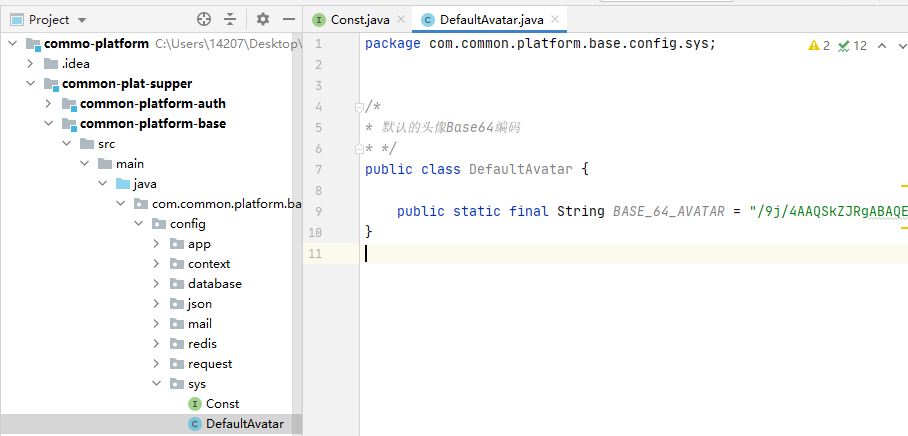 Project
Const.java
DefaultAvatar.java
commo-platform C:\Users\14207\Desktop\
.idea
common-plat-supper
common-platform-auth
common-platform-base
src
main
java
com.common.platform.ba
config
app
context
database
json
mail
redis
request
sys
Const
DefaultAvatar
1 package com.common.platform.base.config.sys;
2 12
2
3
4 /*
5 * 默认的头像Base64编码
6 * */
7 public class DefaultAvatar {
8
9 public static final String BASE_64_AVATAR = "/9j/4AAQSkZJRgABAQE
10 }
11